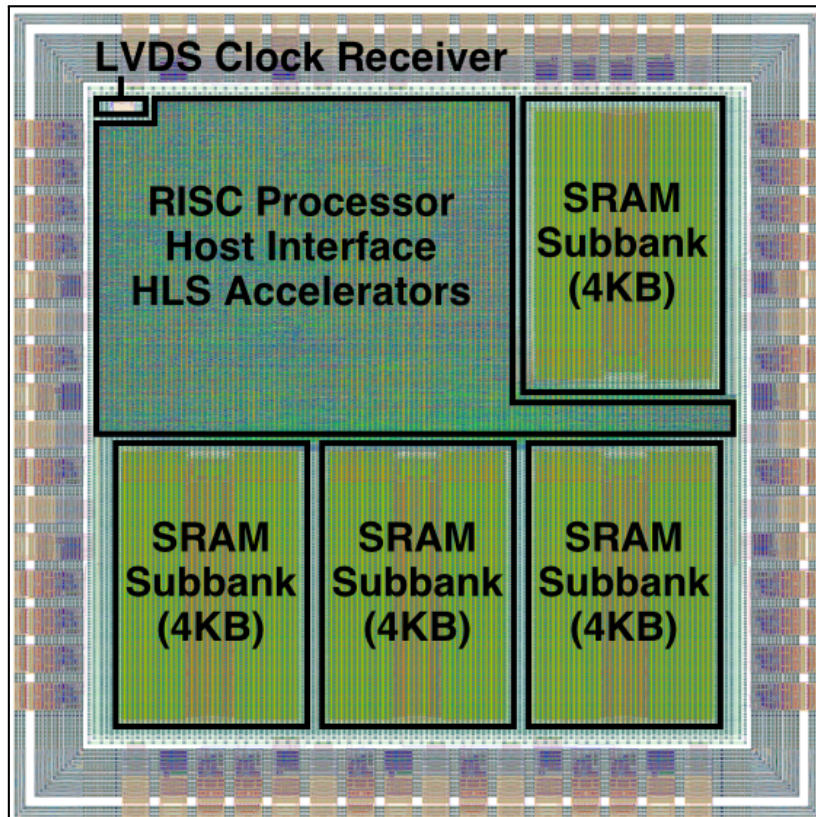 LVDS Clock Receiver
RISC Processor
Host Interface
HLS Accelerators
SRAM
Subbank
(4KB)
SRAM
Subbank
(4KB)
SRAM
Subbank
(4KB)
SRAM
Subbank
(4KB)